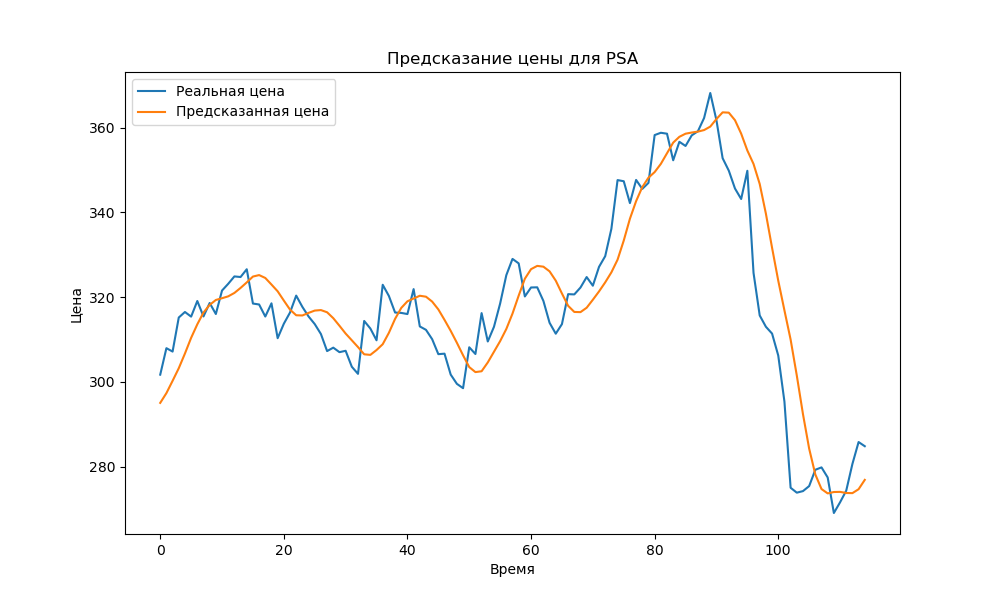 Предсказание цены для PSA
Реальная цена
Предсказанная цена
Цена
360
340
320
300
280
0 20 40 60 80 100
Время